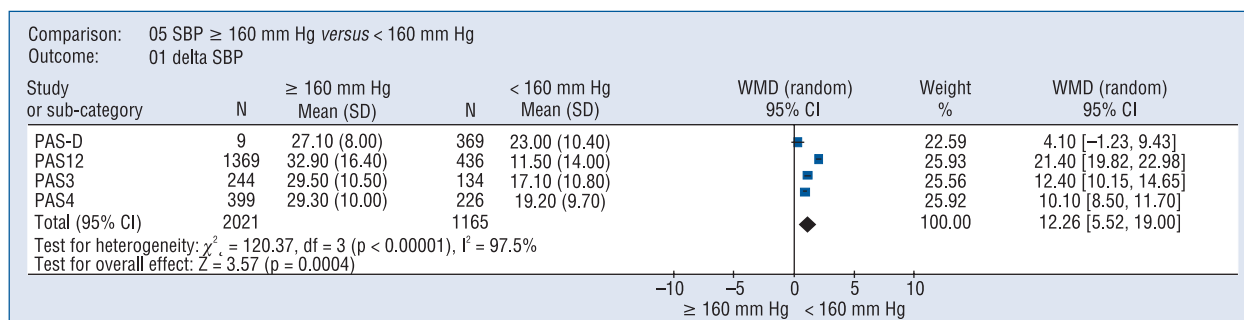 Comparison: 05 SBP ≥ 160 mm Hg versus < 160 mm Hg
Outcome: 01 delta SBP
Study ≥ 160 mm Hg < 160 mm Hg WMD (random) Weight WMD (random)
or sub-category N Mean (SD) N Mean (SD) 95% CI % 95% CI
PAS-D 9 27.10 (8.00) 369 23.00 (10.40) 22.59 4.10 [−1.23, 9.43]
PAS12 1369 32.90 (16.40) 436 11.50 (14.00) 25.93 21.40 [19.82, 22.98]
PAS3 244 29.50 (10.50) 134 17.10 (10.80) 25.56 12.40 [10.15, 14.65]
PAS4 399 29.30 (10.00) 226 19.20 (9.70) 25.92 10.10 [8.50, 11.70]
Total (95% CI) 2021 1165 100.00 12.26 [5.52, 19.00]
Test for heterogeneity: χ² = 120.37, df = 3 (p < 0.00001), I² = 97.5%
Test for overall effect: Z = 3.57 (p = 0.0004)
−10 −5 0 5 10
≥ 160 mm Hg < 160 mm Hg